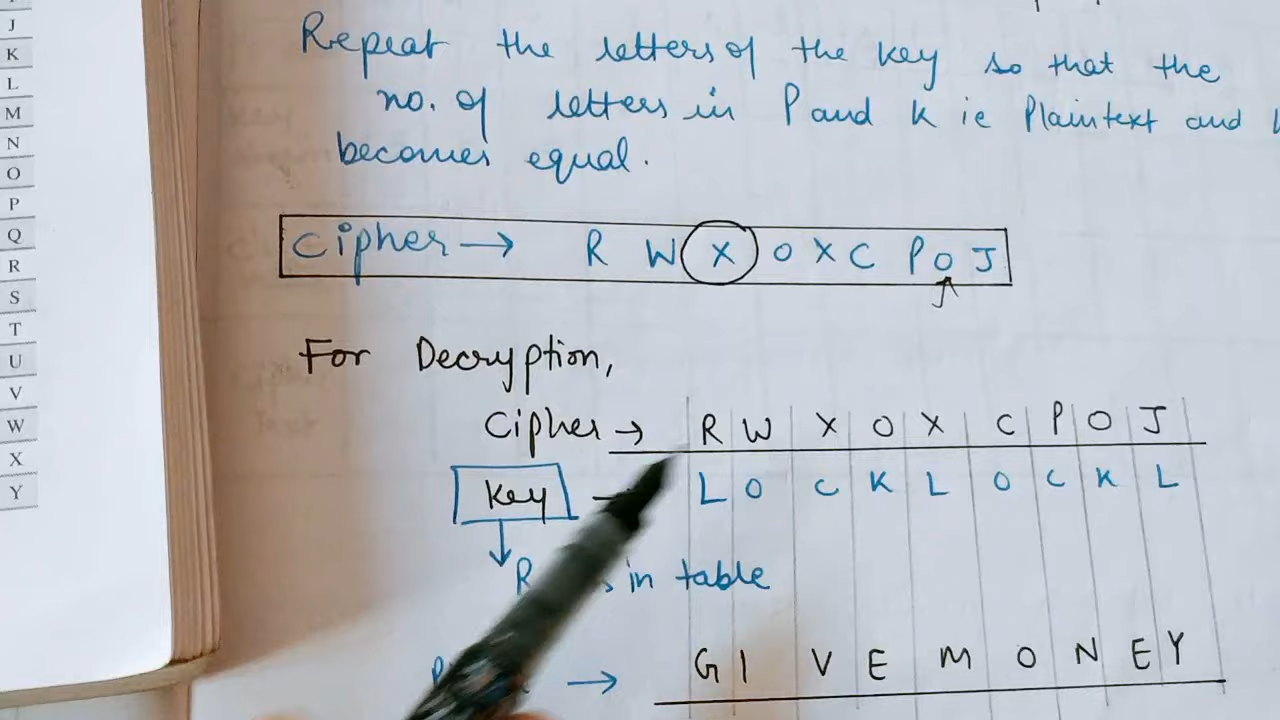 J
K
L
M
N
O
P
Q
R
S
T
U
V
W
X
Y
Repeat the letters of the key so that the
no. of letters in P and K ie Plaintext and
becomes equal.
Cipher → R W X O X C P O J
For Decryption,
Cipher → R W X O X C P O J
Key → L O C K L O C K L
in table
→ G I V E M O N E Y